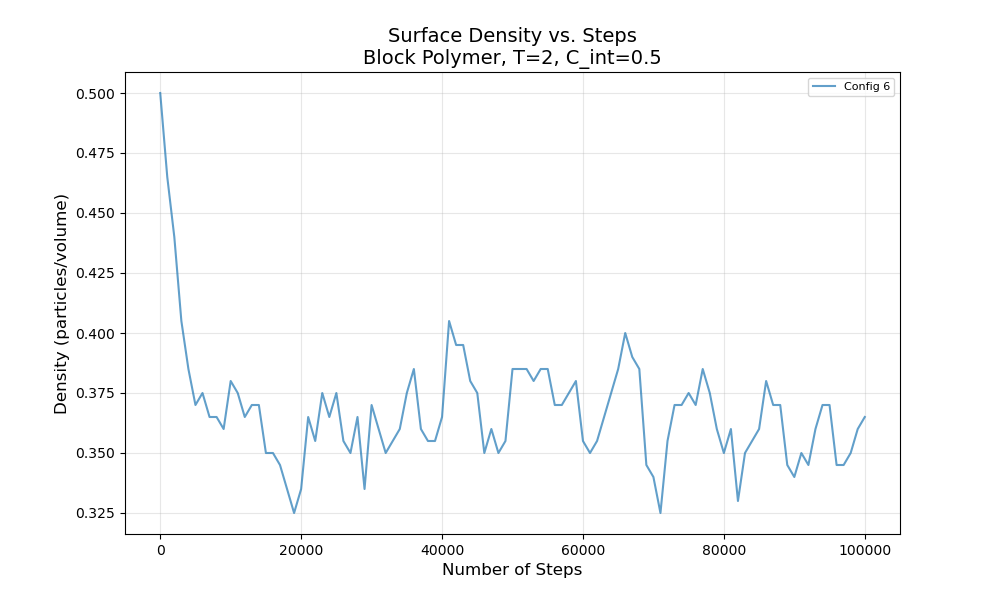 Surface Density vs. Steps
Block Polymer, T=2, C_int=0.5
Config 6
Density (particles/volume)
0.500
0.475
0.450
0.425
0.400
0.375
0.350
0.325
0
20000
40000
60000
80000
100000
Number of Steps